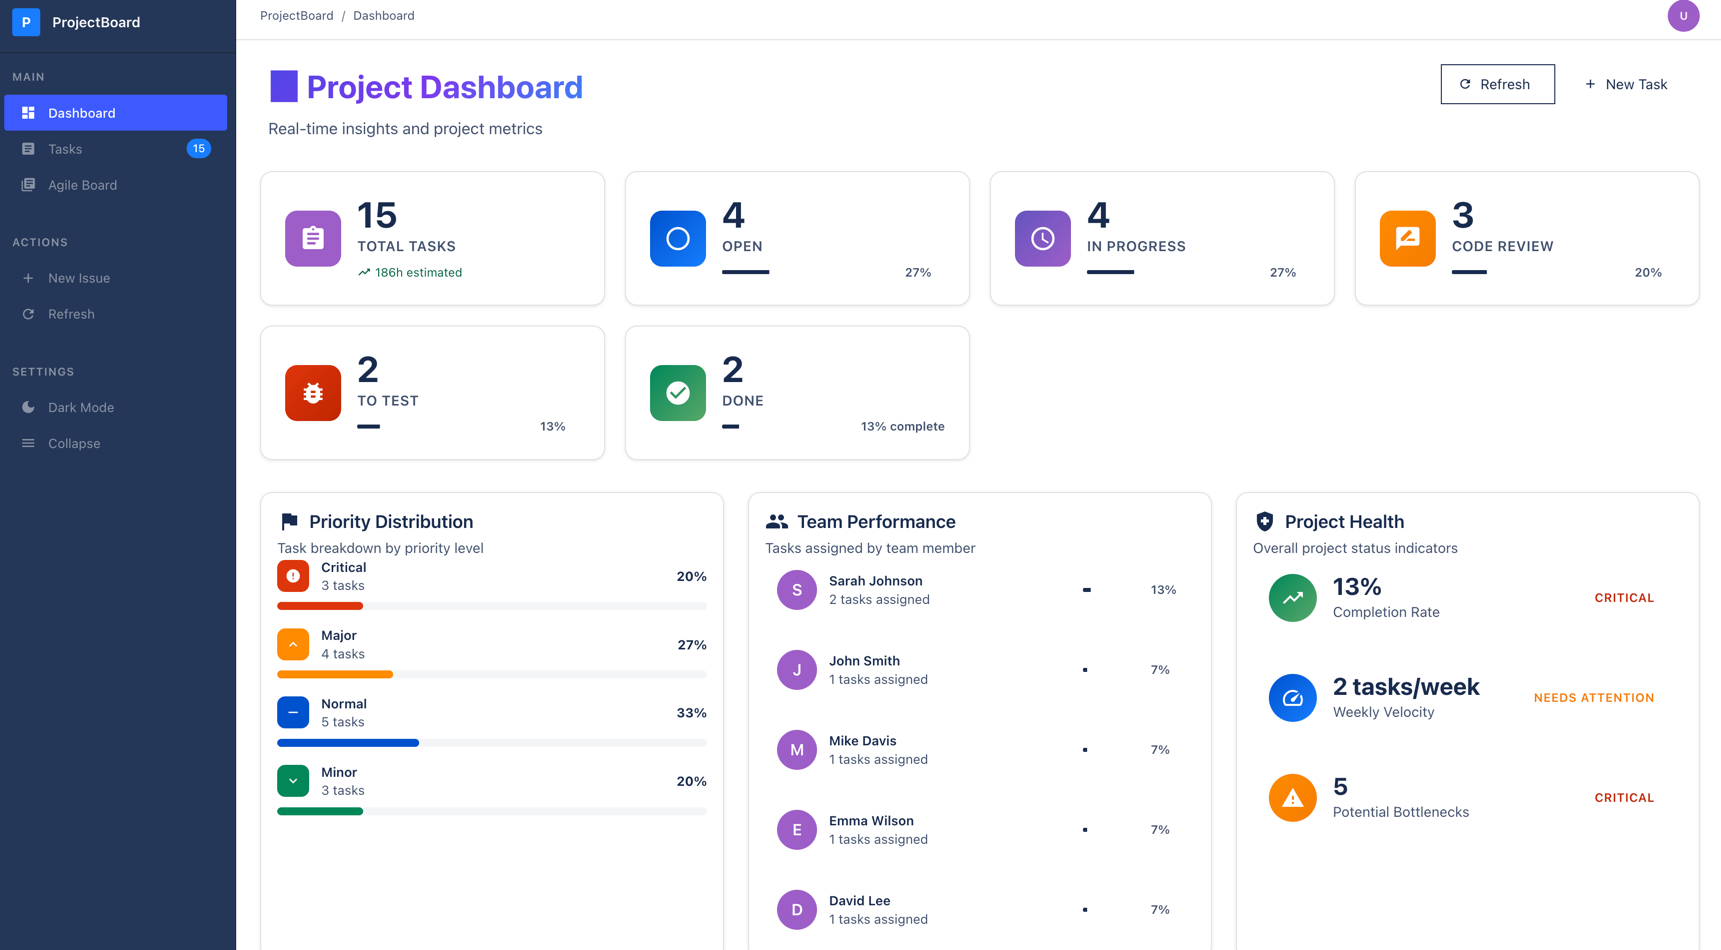 P ProjectBoard
MAIN
Dashboard
Tasks 15
Agile Board
ACTIONS
New Issue
Refresh
SETTINGS
Dark Mode
Collapse
ProjectBoard / Dashboard
U
Project Dashboard
Real-time insights and project metrics
Refresh
+ New Task
15
TOTAL TASKS
186h estimated
4
OPEN
27%
4
IN PROGRESS
27%
3
CODE REVIEW
20%
2
TO TEST
13%
2
DONE
13% complete
Priority Distribution
Task breakdown by priority level
Critical
3 tasks
20%
Major
4 tasks
27%
Normal
5 tasks
33%
Minor
3 tasks
20%
Team Performance
Tasks assigned by team member
S
Sarah Johnson
2 tasks assigned
13%
J
John Smith
1 tasks assigned
7%
M
Mike Davis
1 tasks assigned
7%
E
Emma Wilson
1 tasks assigned
7%
D
David Lee
1 tasks assigned
7%
Project Health
Overall project status indicators
13%
Completion Rate
CRITICAL
2 tasks/week
Weekly Velocity
NEEDS ATTENTION
5
Potential Bottlenecks
CRITICAL